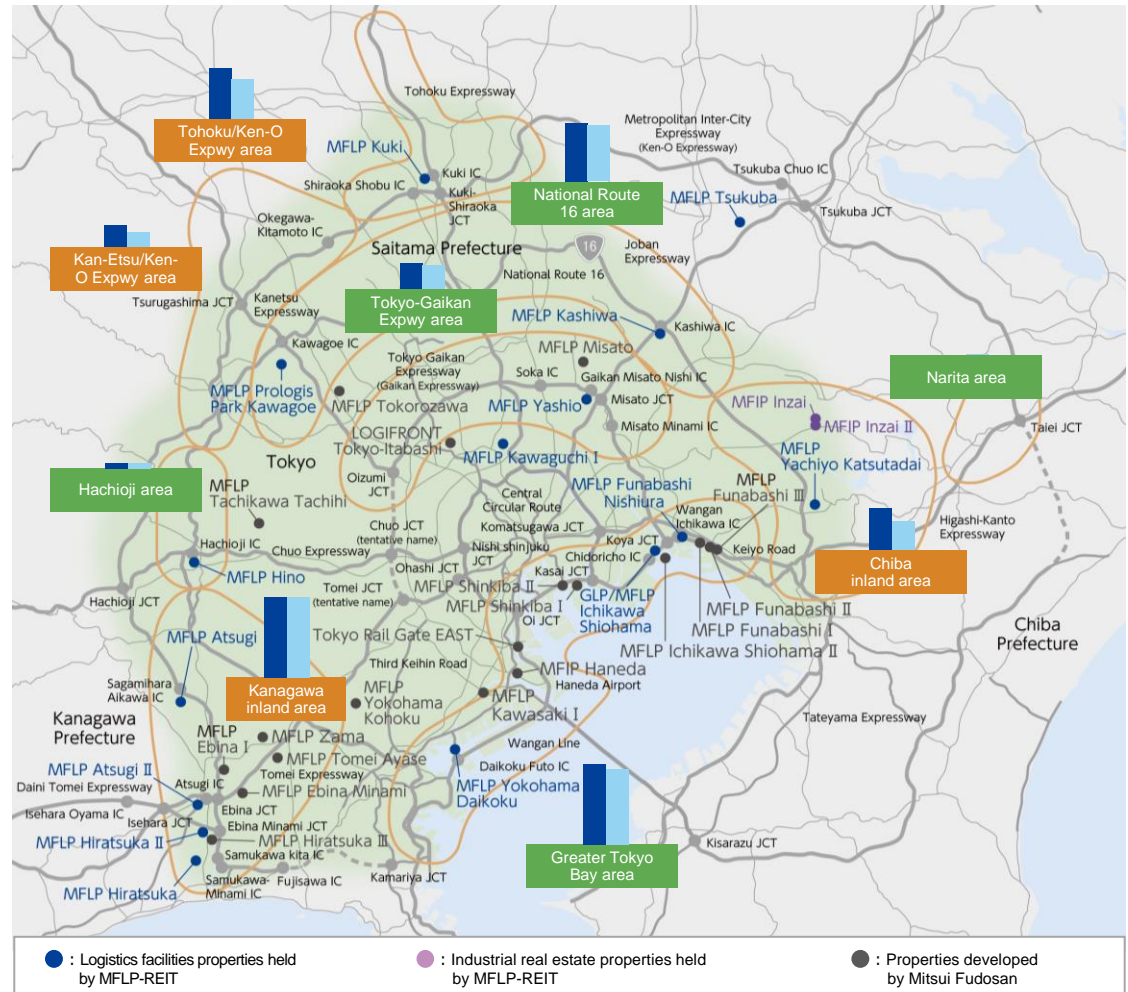 Tohoku Expressway
Tohoku/Ken-O
Expwy area
Metropolitan Inter-City
Expressway
(Ken-O Expressway)
MFLP Kuki
Kuki IC
Shiraoka Shobu IC
Kuki-
Shiraoka
JCT
National Route
16 area
Tsukuba Chuo IC
MFLP Tsukuba
Tsukuba JCT
Okegawa-
Kitamoto IC
Kan-Etsu/Ken-
O Expwy area
Saitama Prefecture
16
Joban
Expressway
National Route 16
Tsurugashima JCT
Kanetsu
Expressway
Tokyo-Gaikan
Expwy area
MFLP Kashiwa
Kashiwa IC
Kawagoe IC
MFLP Misato
Tokyo Gaikan
Expressway
(Gaikan Expressway)
Soka IC
Gaikan Misato Nishi IC
Narita area
MFLP Prologis
Park Kawagoe
MFLP Tokorozawa
MFLP Yashio
Misato JCT
Misato Minami IC
MFIP Inzai
MFIP Inzai II
Taiei JCT
LOGIFRONT
Tokyo-Itabashi
MFLP Kawaguchi I
MFLP
Yachiyo Katsutadai
Tokyo
Oizumi
JCT
Hachioji area
MFLP
Tachikawa Tachihi
Central
Circular Route
MFLP Funabashi
Nishiura
MFLP
Funabashi III
Wangan
Ichikawa IC
Komatsugawa JCT
Koya JCT
Keiyo Road
Higashi-Kanto
Expressway
Chiba
inland area
Hachioji IC
Chuo JCT
(tentative name)
Chuo Expressway
Nishi shinjuku
JCT
Chidoricho IC
MFLP Hino
Ohashi JCT
Kasai JCT
Hachioji JCT
Tomei JCT
(tentative name)
MFLP Shinkiba II
MFLP Shinkiba I
GLP/MFLP
Ichikawa
Shiohama
Oi JCT
MFLP Funabashi II
MFLP Funabashi I
MFLP Ichikawa Shiohama II
Chiba
Prefecture
MFLP Atsugi
Tokyo Rail Gate EAST
Third Keihin Road
MFIP Haneda
Haneda Airport
Sagamihara
Aikawa IC
Kanagawa
inland area
MFLP
Yokohama
Kohoku
MFLP
Kawasaki I
Kanagawa
Prefecture
MFLP
Ebina I
MFLP Zama
Tateyama Expressway
Wangan Line
MFLP Tomei Ayase
MFLP Atsugi II
Atsugi IC
Tomei Expressway
Daikoku Futo IC
MFLP Yokohama
Daikoku
Daini Tomei Expressway
MFLP Ebina Minami
Isehara Oyama IC
Ebina JCT
Isehara JCT
Ebina Minami JCT
MFLP Hiratsuka II
MFLP Hiratsuka III
Kisarazu JCT
Samukawa kita IC
Greater Tokyo
Bay area
MFLP Hiratsuka
Samukawa-
Minami IC
Fujisawa IC
Kamariya JCT
: Logistics facilities properties held
by MFLP-REIT
: Industrial real estate properties held
by MFLP-REIT
: Properties developed
by Mitsui Fudosan